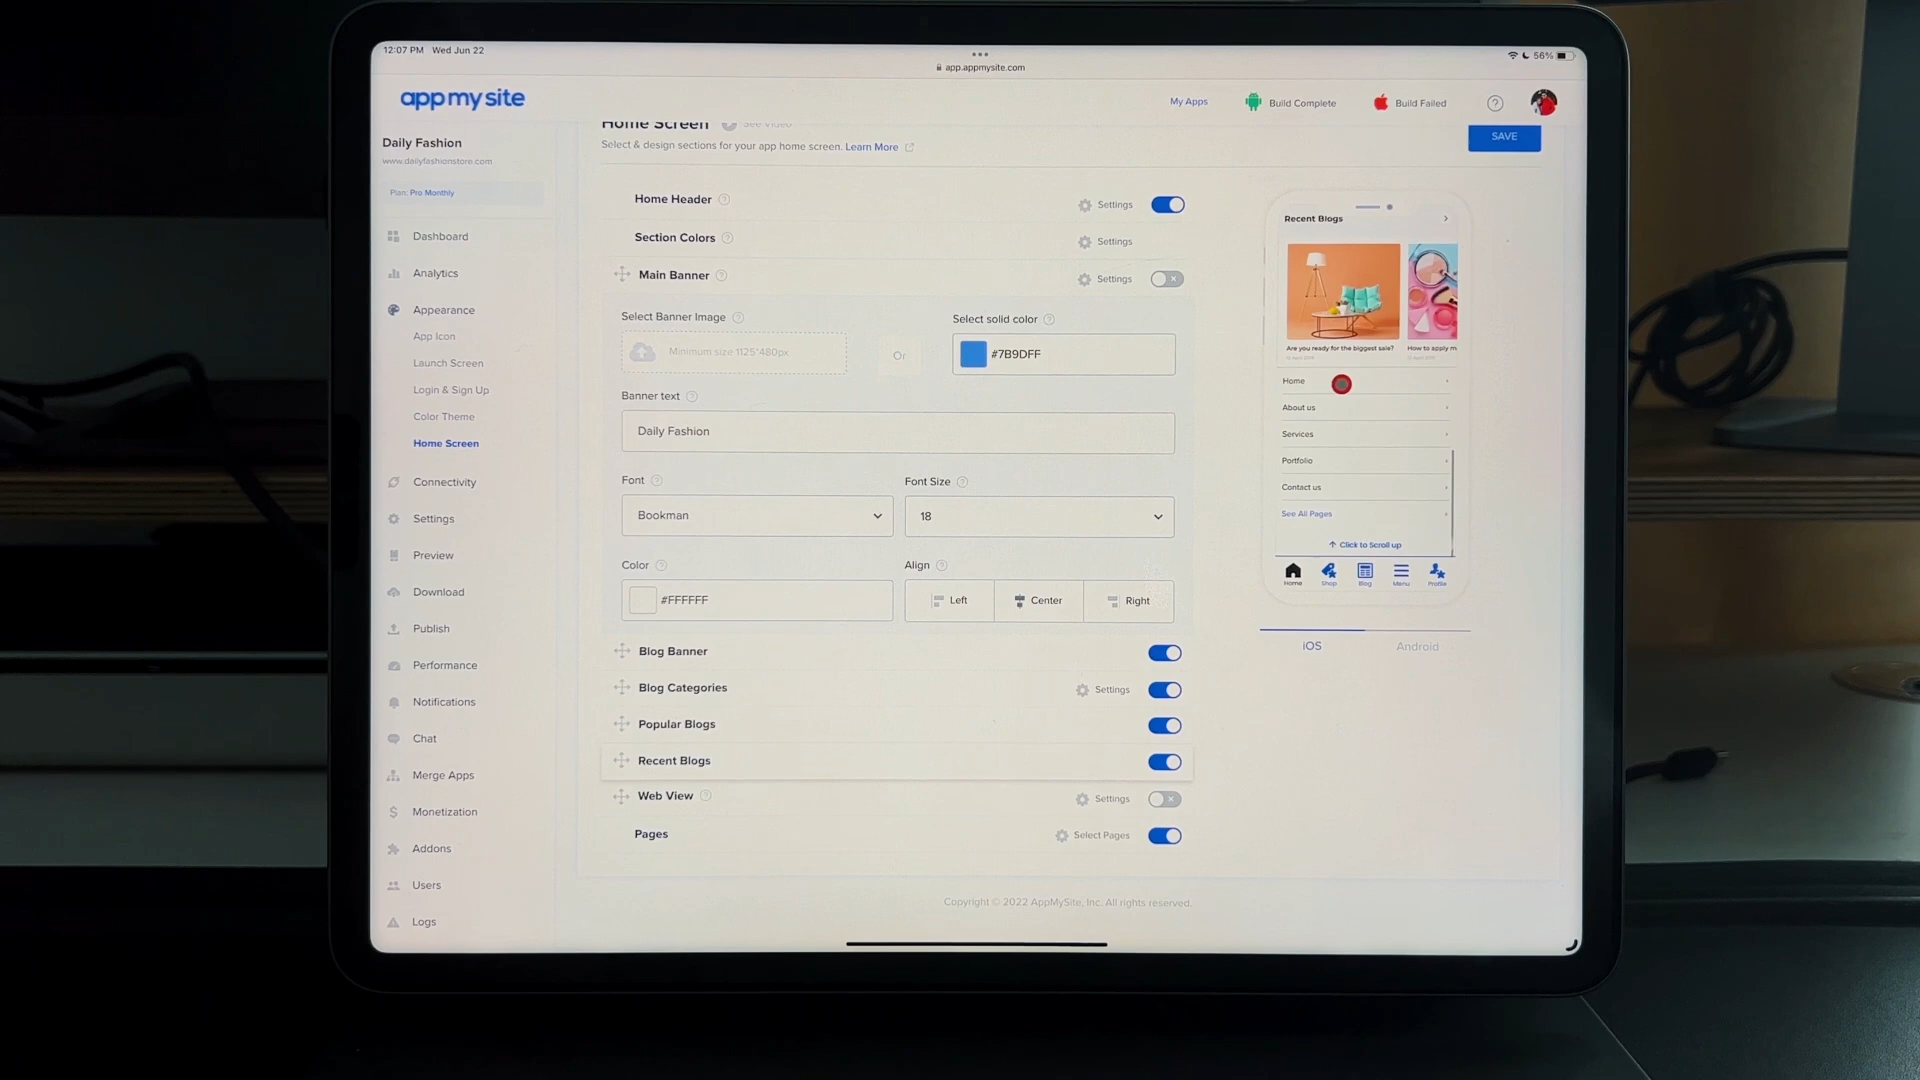 12:07 PM Wed Jun 22
56%
app.appmysite.com
appmysite
My Apps
Build Complete
Build Failed
Daily Fashion
www.dailyfashionstore.com
Plan: Pro Monthly
Dashboard
Analytics
Appearance
App Icon
Launch Screen
Login & Sign Up
Color Theme
Home Screen
Connectivity
Settings
Preview
Download
Publish
Performance
Notifications
Chat
Merge Apps
Monetization
Addons
Users
Logs
Home Screen
See Video
Select & design sections for your app home screen. Learn More
SAVE
Home Header
Settings
Section Colors
Settings
Main Banner
Settings
Select Banner Image
Minimum size 1125*480px
Or
Select solid color
#7B9DFF
Banner text
Daily Fashion
Font
Bookman
Font Size
18
Color
#FFFFFF
Align
Left
Center
Right
Blog Banner
Blog Categories
Settings
Popular Blogs
Recent Blogs
Web View
Settings
Pages
Select Pages
Recent Blogs
Are you ready for the biggest sale?
How to apply m
Home
About us
Services
Portfolio
Contact us
See All Pages
Click to Scroll up
Home
Shop
Blog
Menu
Profile
iOS
Android
Copyright © 2022 AppMySite, Inc. All rights reserved.